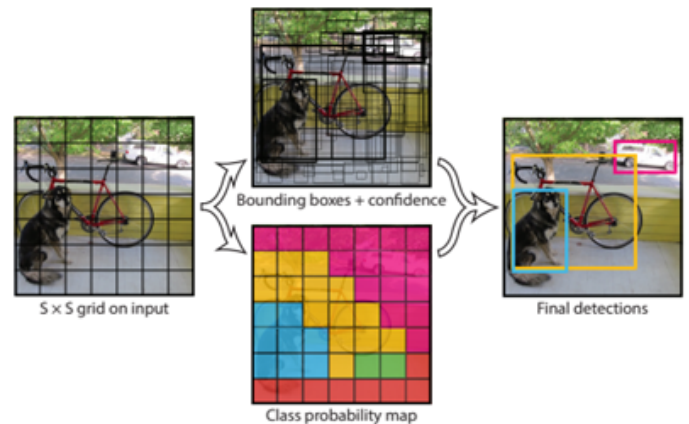 Bounding boxes + confidence
S × S grid on input
Final detections
Class probability map